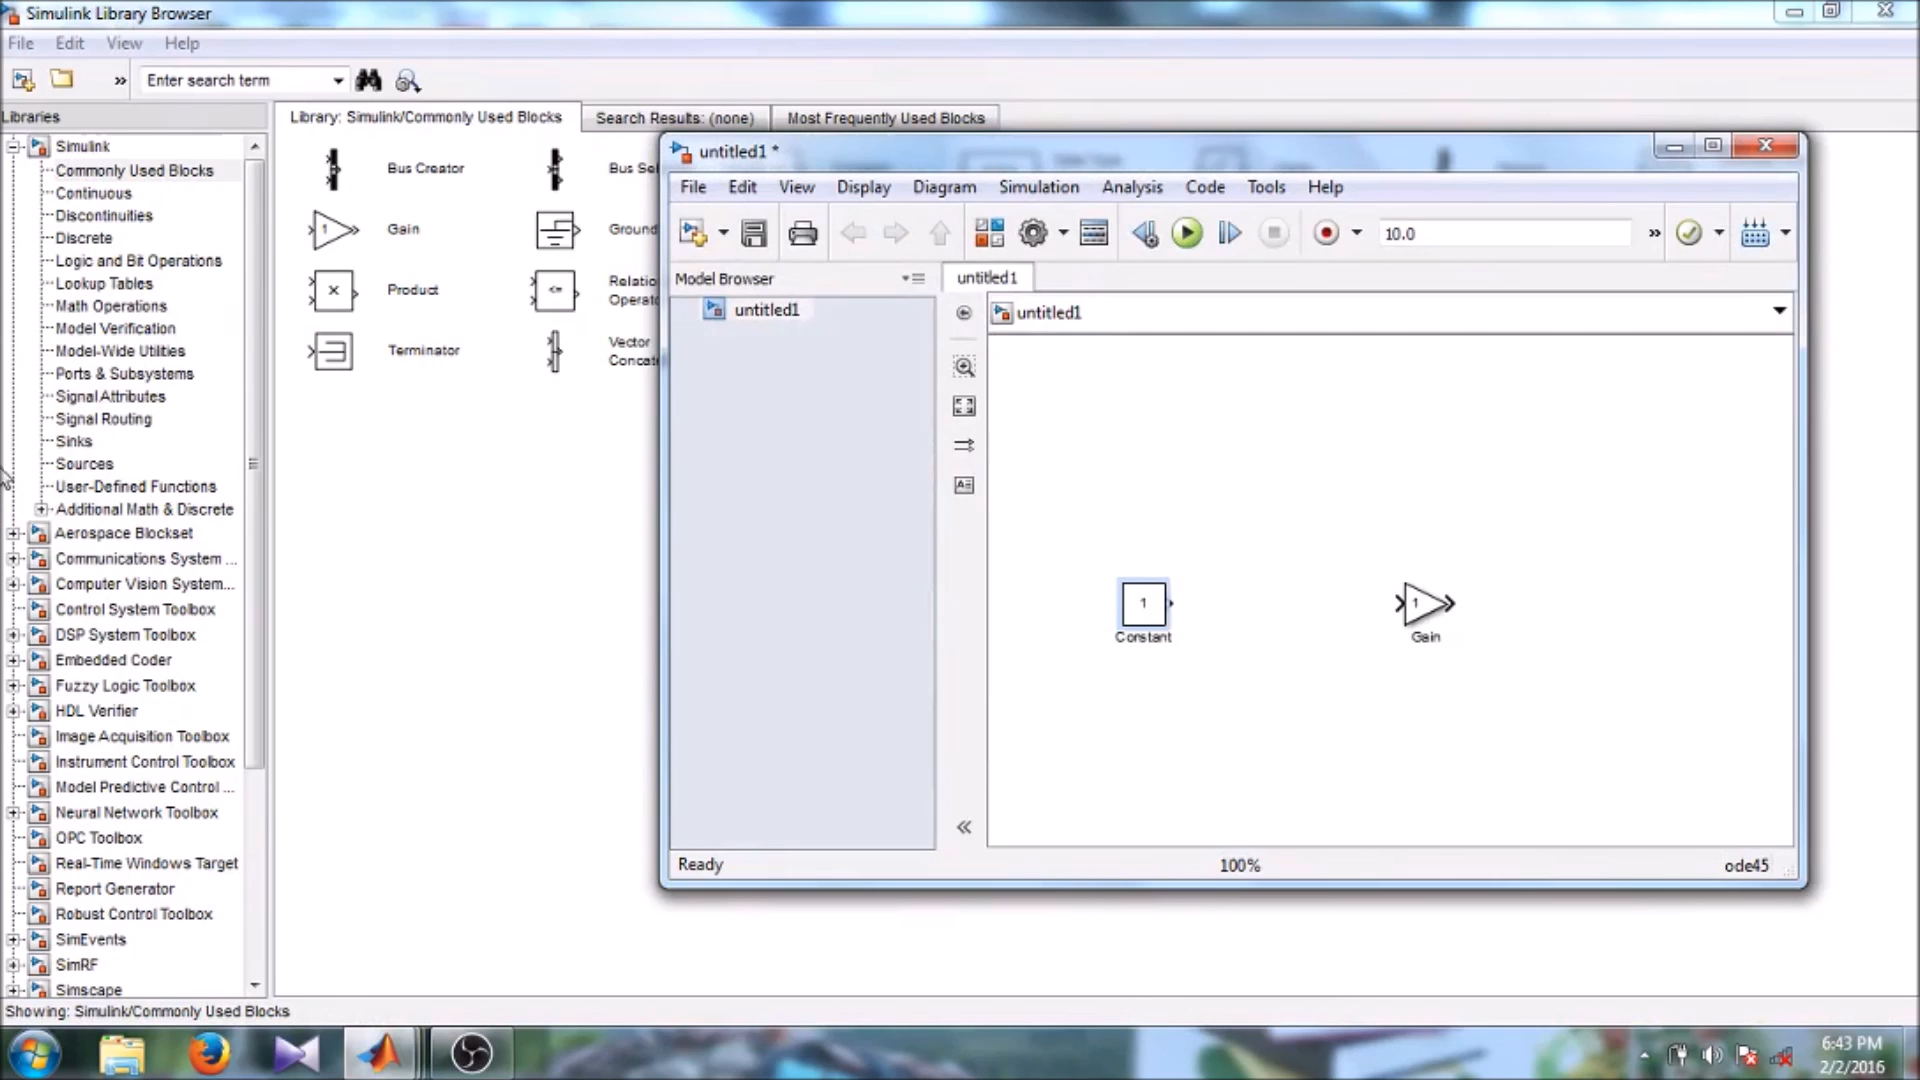 Simulink Library Browser
File Edit View Help
Enter search term
Libraries
Library: Simulink/Commonly Used Blocks
Search Results: (none)
Most Frequently Used Blocks
Simulink
Commonly Used Blocks
Continuous
Discontinuities
Discrete
Logic and Bit Operations
Lookup Tables
Math Operations
Model Verification
Model-Wide Utilities
Ports & Subsystems
Signal Attributes
Signal Routing
Sinks
Sources
User-Defined Functions
Additional Math & Discrete
Aerospace Blockset
Communications System ...
Computer Vision System...
Control System Toolbox
DSP System Toolbox
Embedded Coder
Fuzzy Logic Toolbox
HDL Verifier
Image Acquisition Toolbox
Instrument Control Toolbox
Model Predictive Control ...
Neural Network Toolbox
OPC Toolbox
Real-Time Windows Target
Report Generator
Robust Control Toolbox
SimEvents
SimRF
Simscape
Showing: Simulink/Commonly Used Blocks
Bus Creator
Bus Sel
1
Gain
Ground
×
Product
<=
Relatio
Operato
Terminator
Vector
Concat
untitled1 *
File Edit View Display Diagram Simulation Analysis Code Tools Help
10.0
Model Browser
untitled1
untitled1
untitled1
1
Constant
1
Gain
Ready
100%
ode45
6:43 PM
2/2/2016